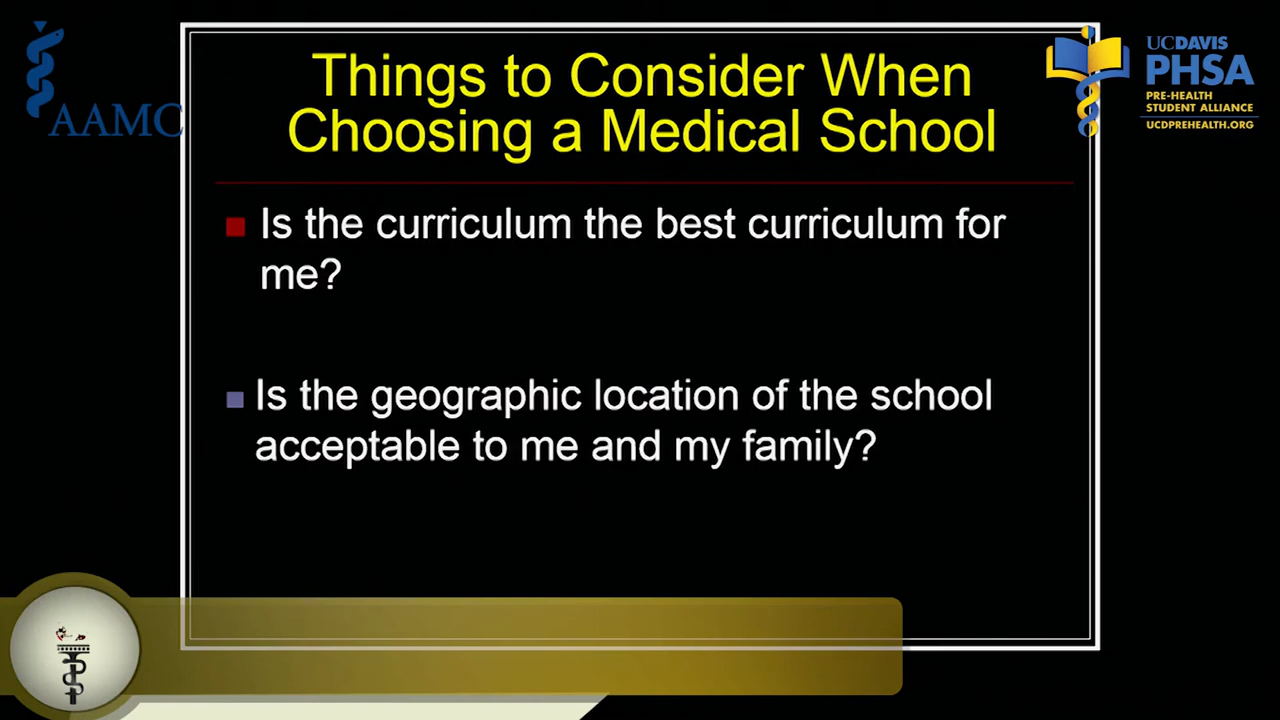 AAMC
Things to Consider When
Choosing a Medical School
UCDAVIS
PHSA
PRE-HEALTH
STUDENT ALLIANCE
UCDPREHEALTH.ORG
Is the curriculum the best curriculum for
me?
Is the geographic location of the school
acceptable to me and my family?